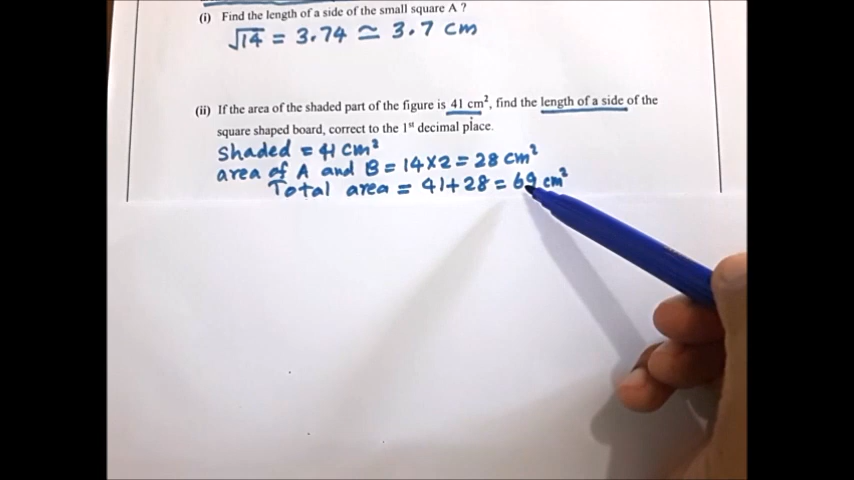 (i) Find the length of a side of the small square A ?
√14 = 3.74 ≃ 3.7 cm
(ii) If the area of the shaded part of the figure is 41 cm², find the length of a side of the
square shaped board, correct to the 1st decimal place.
Shaded = 41 cm²
area of A and B = 14×2 = 28 cm²
Total area = 41+28 = 69 cm²